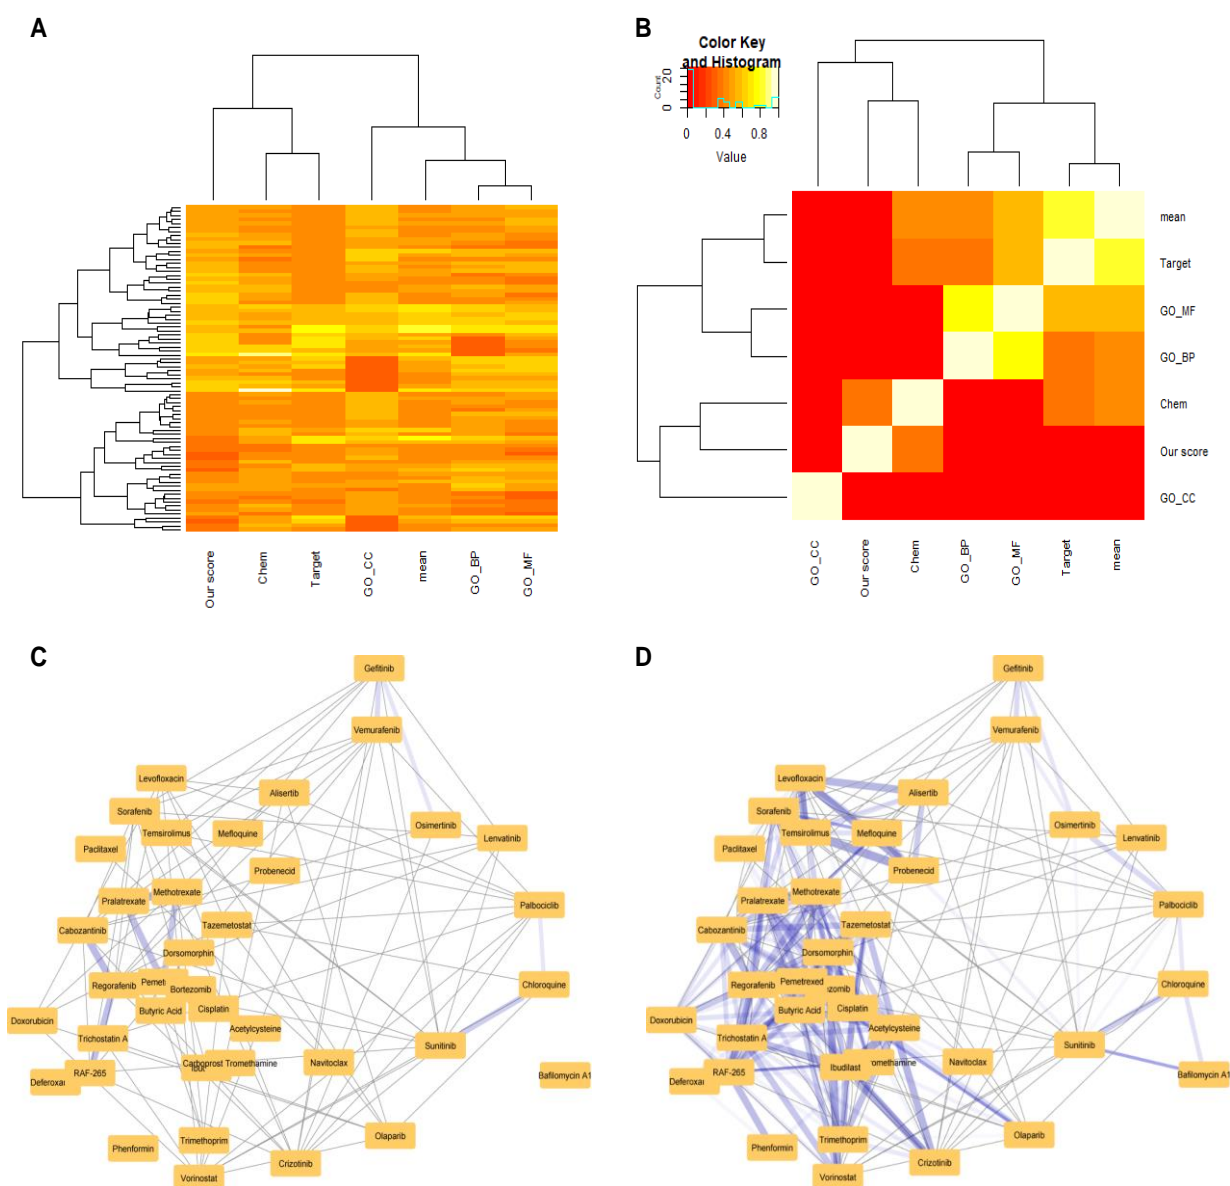 A
B
Color Key
and Histogram
Count
0
20
0
0.4
0.8
Value
mean
Target
GO_MF
GO_BP
Chem
Our score
GO_CC
Our score
Chem
Target
GO_CC
mean
GO_BP
GO_MF
GO_CC
Our score
Chem
GO_BP
GO_MF
Target
mean
C
Gefitinib
Vemurafenib
Levofloxacin
Alisertib
Sorafenib
Temsirolimus
Mefloquine
Osimertinib
Lenvatinib
Paclitaxel
Probenecid
Methotrexate
Pralatrexate
Palbociclib
Cabozantinib
Tazemetostat
Dorsomorphin
Regorafenib
Pemet
Bortezomib
Chloroquine
Butyric Acid
Cisplatin
Doxorubicin
Acetylcysteine
Trichostatin A
Sunitinib
Carboprost Tromethamine
Navitoclax
RAF-265
Deferoxa
Bafilomycin A1
Olaparib
Trimethoprim
Phenformin
Crizotinib
Vorinostat
D
Gefitinib
Vemurafenib
Levofloxacin
Alisertib
Sorafenib
Temsirolimus
Mefloquine
Osimertinib
Lenvatinib
Paclitaxel
Probenecid
Methotrexate
Pralatrexate
Palbociclib
Cabozantinib
Tazemetostat
Dorsomorphin
Regorafenib
Pemetrexed
zomib
Chloroquine
Butyric Acid
Cisplatin
Doxorubicin
Acetylcysteine
Trichostatin A
Sunitinib
Ibudilast
romethamine
Navitoclax
RAF-265
Deferoxa
Bafilomycin A1
Olaparib
Trimethoprim
Phenformin
Crizotinib
Vorinostat